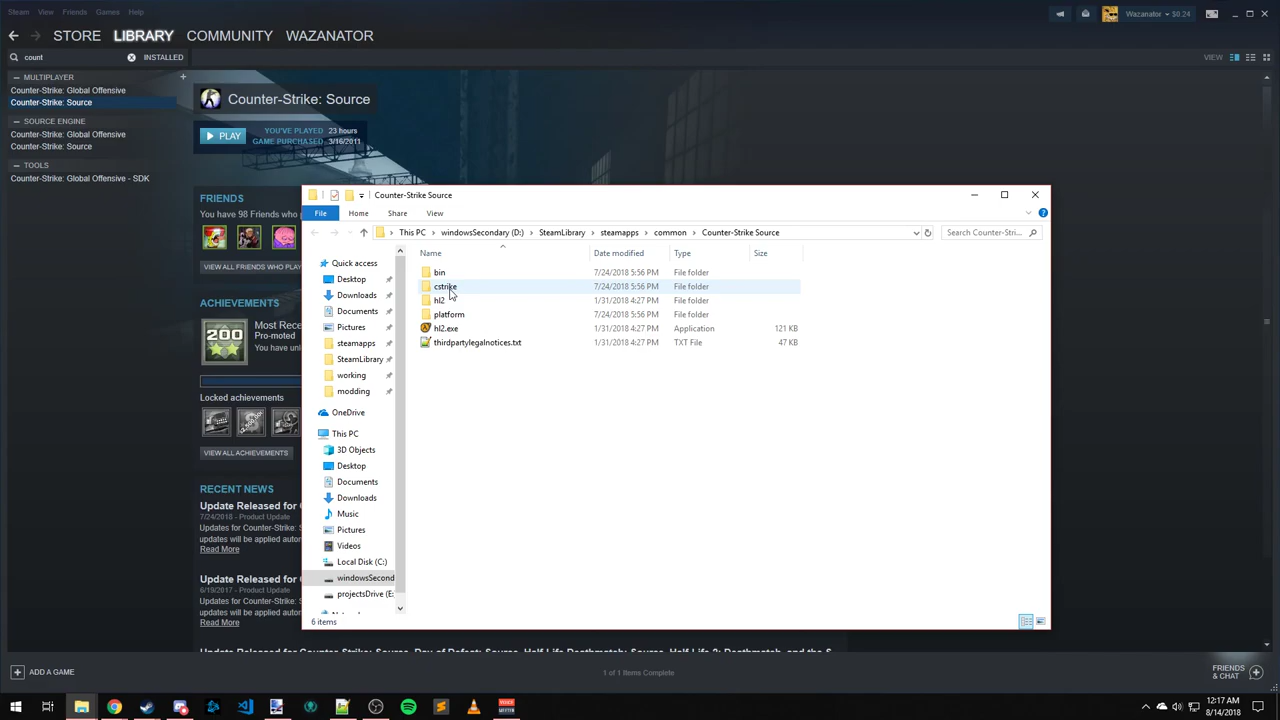 Steam View Friends Games Help
Wazanator $0.24
STORE LIBRARY COMMUNITY WAZANATOR
count INSTALLED
VIEW
MULTIPLAYER
Counter-Strike: Global Offensive
Counter-Strike: Source
SOURCE ENGINE
Counter-Strike: Global Offensive
Counter-Strike: Source
TOOLS
Counter-Strike: Global Offensive - SDK
Counter-Strike: Source
PLAY
YOU'VE PLAYED 23 hours
GAME PURCHASED 3/16/2011
FRIENDS
You have 98 Friends who p
VIEW ALL FRIENDS WHO PLAY
ACHIEVEMENTS
200
Most Rece
Pro-moted
You have un
Locked achievements
VIEW ALL ACHIEVEMENTS
RECENT NEWS
Update Released for C
7/24/2018 - Product Update
Updates for Counter-Strike: S
updates will be applied autor
Read More
Update Released for C
6/19/2017 - Product Update
Updates for Counter-Strike: S
updates will be applied autor
Read More
Update Released for Counter-Strike: Source, Day of Defeat: Source, Half-Life Deathmatch: Source, Half-Life 2: Deathmatch, and the S
Counter-Strike Source
File Home Share View
This PC windowsSecondary (D:) SteamLibrary steamapps common Counter-Strike Source
Search Counter-Stri...
Name Date modified Type Size
bin 7/24/2018 5:56 PM File folder
cstrike 7/24/2018 5:56 PM File folder
hl2 1/31/2018 4:27 PM File folder
platform 7/24/2018 5:56 PM File folder
hl2.exe 1/31/2018 4:27 PM Application 121 KB
thirdpartylegalnotices.txt 1/31/2018 4:27 PM TXT File 47 KB
Quick access
Desktop
Downloads
Documents
Pictures
steamapps
SteamLibrary
working
modding
OneDrive
This PC
3D Objects
Desktop
Documents
Downloads
Music
Pictures
Videos
Local Disk (C:)
windowsSecond
projectsDrive (E:
6 items
ADD A GAME
1 of 1 Items Complete
FRIENDS
& CHAT
12:17 AM
8/14/2018